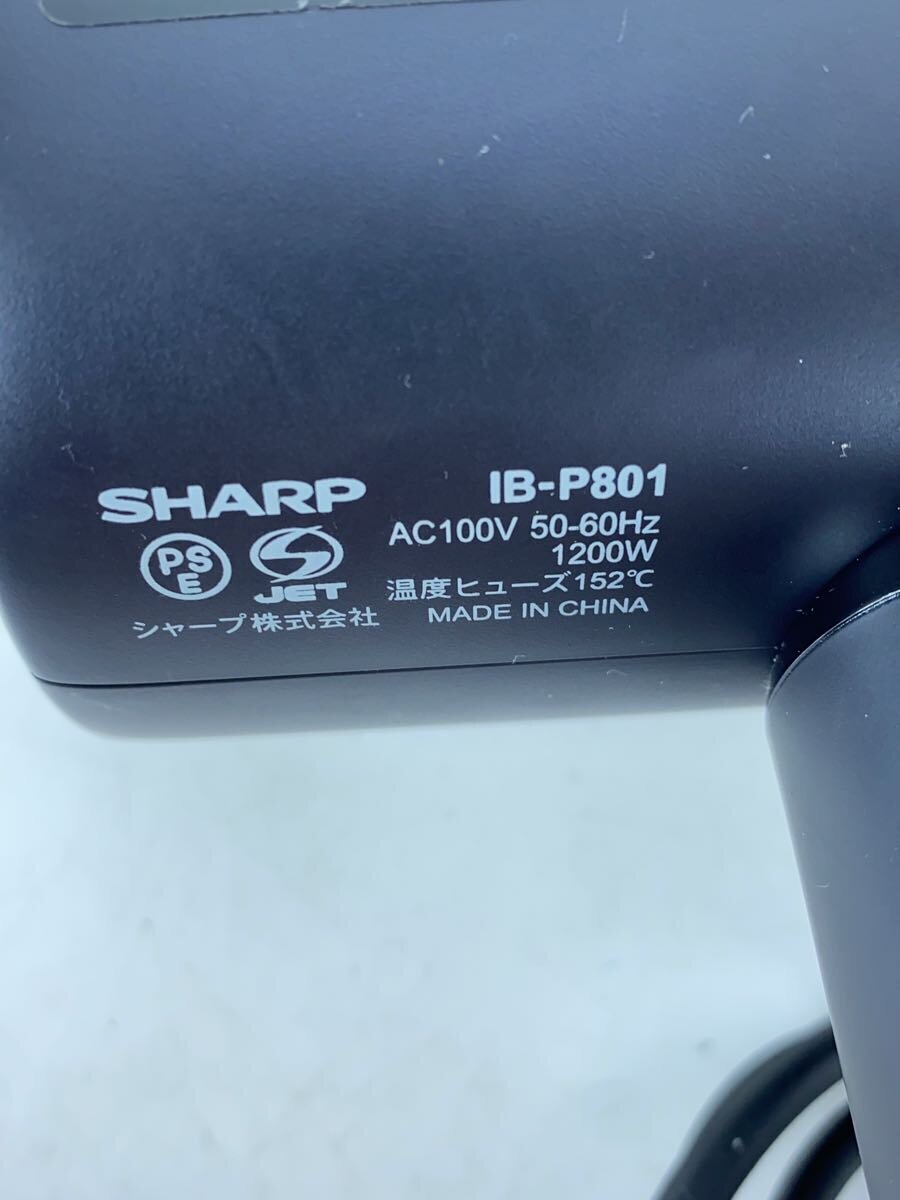 SHARP
IB-P801
AC100V 50-60Hz
1200W
PS
E
JET
温度ヒューズ152℃
シャープ株式会社
MADE IN CHINA